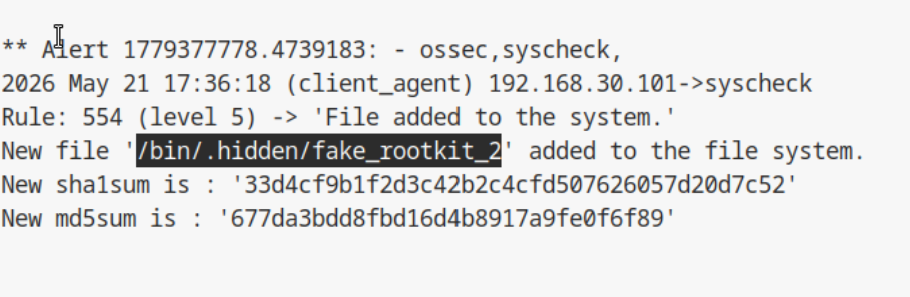 ** Alert 1779377778.4739183: - ossec,syscheck,
2026 May 21 17:36:18 (client_agent) 192.168.30.101->syscheck
Rule: 554 (level 5) -> 'File added to the system.'
New file '/bin/.hidden/fake_rootkit_2' added to the file system.
New sha1sum is : '33d4cf9b1f2d3c42b2c4cfd507626057d20d7c52'
New md5sum is : '677da3bdd8fbd16d4b8917a9fe0f6f89'